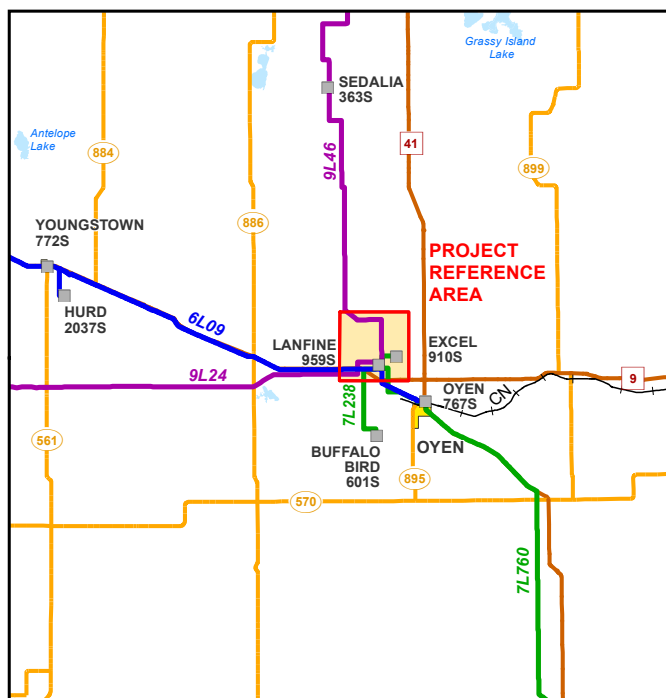 Grassy Island
Lake
SEDALIA
363S
9L46
41
Antelope
Lake
884
899
886
YOUNGSTOWN
772S
PROJECT
REFERENCE
AREA
HURD
2037S
6L09
LANFINE
959S
EXCEL
910S
9L24
9
7L238
OYEN
767S
CN
561
OYEN
BUFFALO
BIRD
601S
895
570
7L760